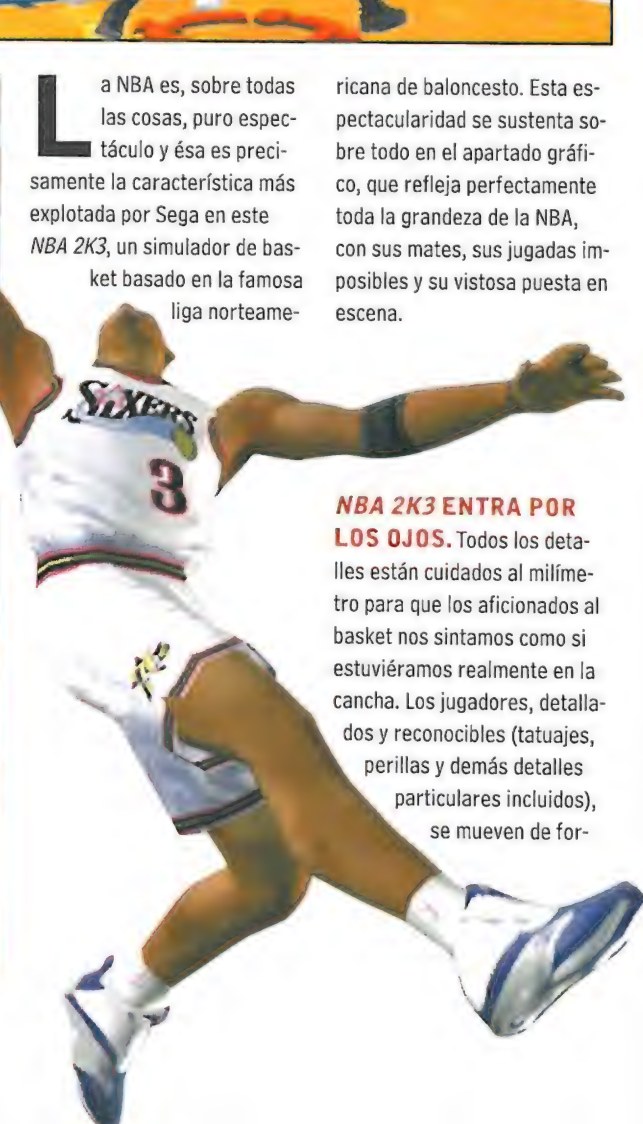 La NBA es, sobre todas
las cosas, puro espec-
táculo y ésa es preci-
samente la característica más
explotada por Sega en este
NBA 2K3, un simulador de bas-
ket basado en la famosa
liga norteame-
ricana de baloncesto. Esta es-
pectacularidad se sustenta so-
bre todo en el apartado gráfi-
co, que refleja perfectamente
toda la grandeza de la NBA,
con sus mates, sus jugadas im-
posibles y su vistosa puesta en
escena.
SIXERS
3
NBA 2K3 ENTRA POR
LOS OJOS. Todos los deta-
lles están cuidados al milíme-
tro para que los aficionados al
basket nos sintamos como si
estuviéramos realmente en la
cancha. Los jugadores, detalla-
dos y reconocibles (tatuajes,
perillas y demás detalles
particulares incluidos),
se mueven de for-